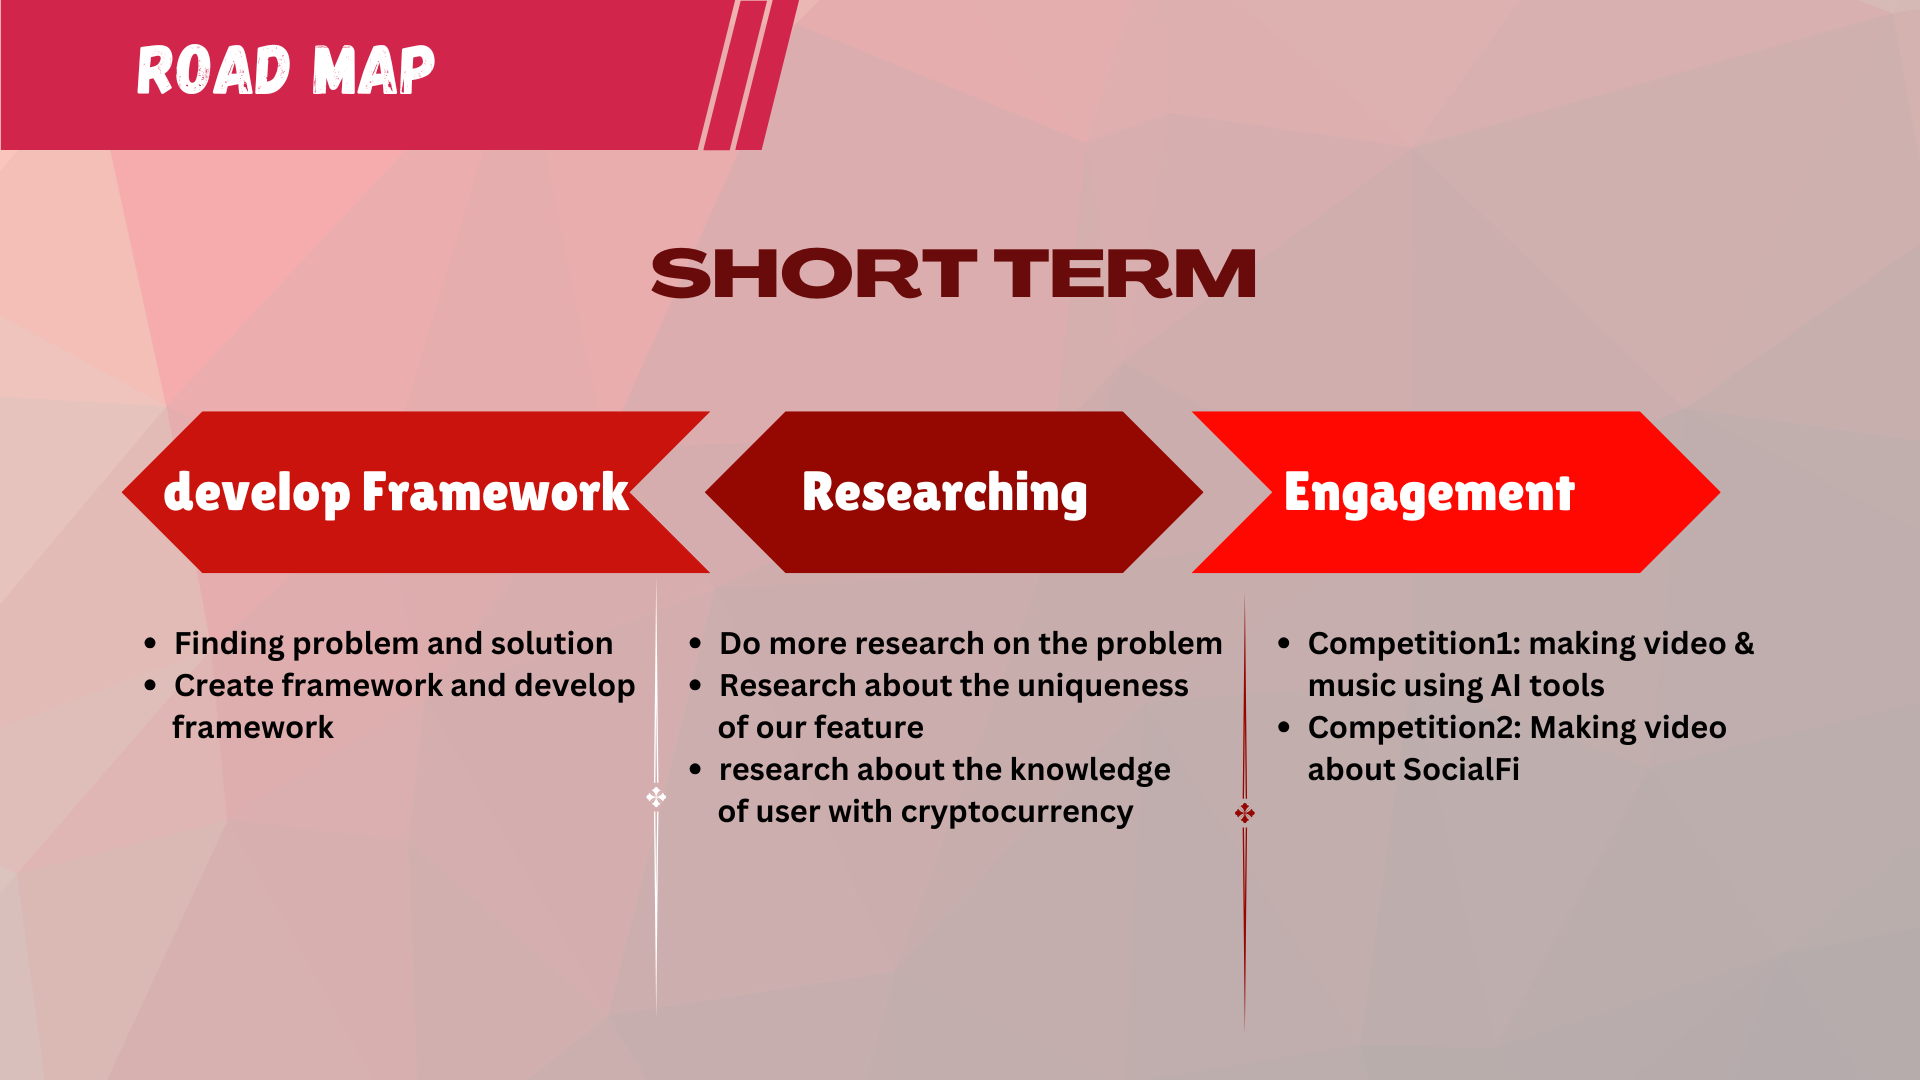 ROAD MAP
SHORT TERM
develop Framework
Researching
Engagement
• Finding problem and solution
• Create framework and develop
framework
• Do more research on the problem
• Research about the uniqueness
of our feature
• research about the knowledge
of user with cryptocurrency
• Competition1: making video &
music using AI tools
• Competition2: Making video
about SocialFi